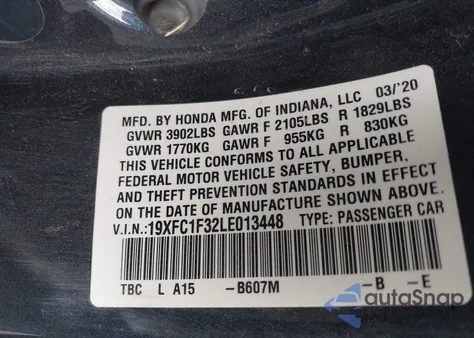 MFD. BY HONDA MFG. OF INDIANA, LLC 03/'20
GVWR 3902LBS GAWR F 2105LBS R 1829LBS
GVWR 1770KG GAWR F 955KG R 830KG
THIS VEHICLE CONFORMS TO ALL APPLICABLE
FEDERAL MOTOR VEHICLE SAFETY, BUMPER,
AND THEFT PREVENTION STANDARDS IN EFFECT
ON THE DATE OF MANUFACTURE SHOWN ABOVE.
V.I.N.:19XFC1F32LE013448 TYPE: PASSENGER CAR
TBC L A15 -B607M -B -E
autoSnap